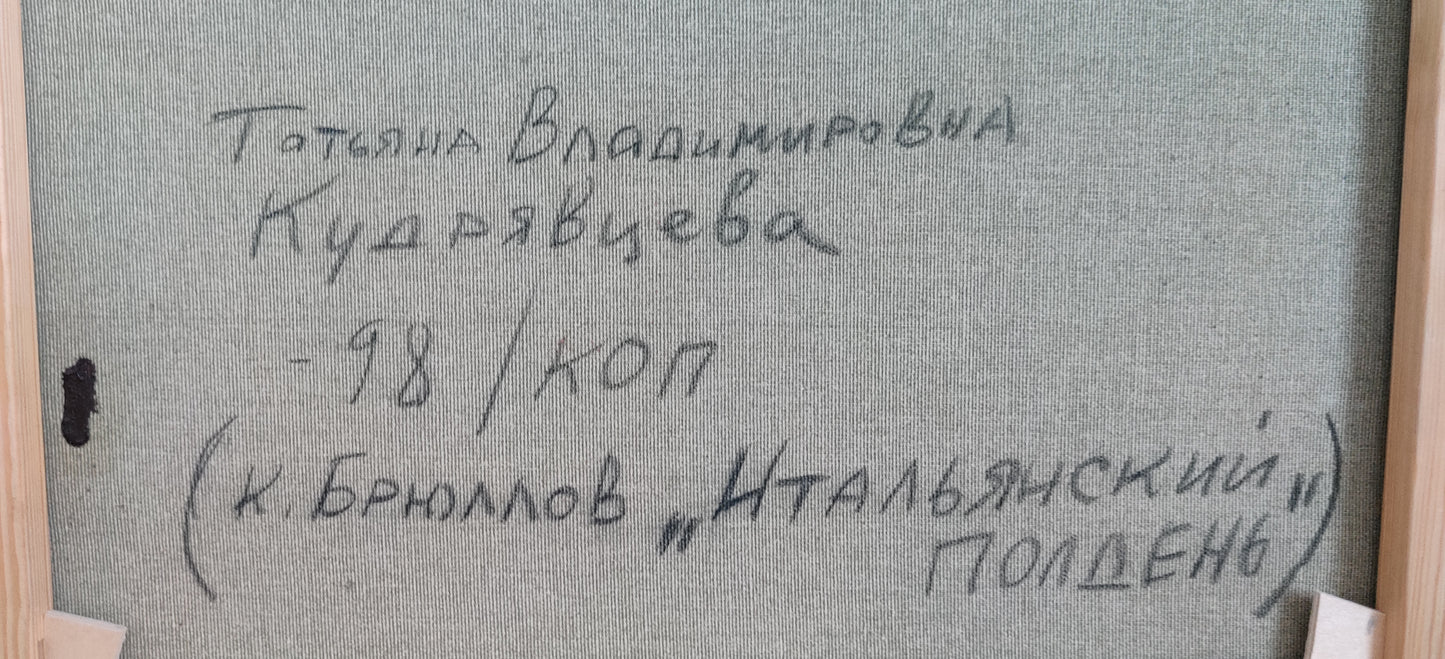 Татьяна Владимировна
Кудрявцева
- 98 / КОП
(К. Брюллов „Итальянский"
ПОЛДЕНЬ)